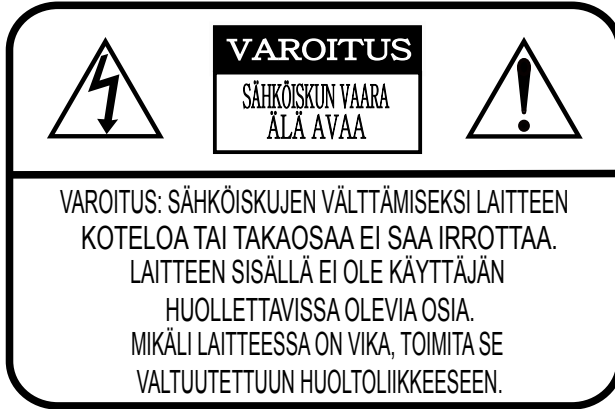 VAROITUS
SÄHKÖISKUN VAARA
ÄLÄ AVAA
VAROITUS: SÄHKÖISKUJEN VÄLTTÄMISEKSI LAITTEEN
KOTELOA TAI TAKAOSAA EI SAA IRROTTAA.
LAITTEEN SISÄLLÄ EI OLE KÄYTTÄJÄN
HUOLLETTAVISSA OLEVIA OSIA.
MIKÄLI LAITTEESSA ON VIKA, TOIMITA SE
VALTUUTETTUUN HUOLTOLIIKKEESEEN.